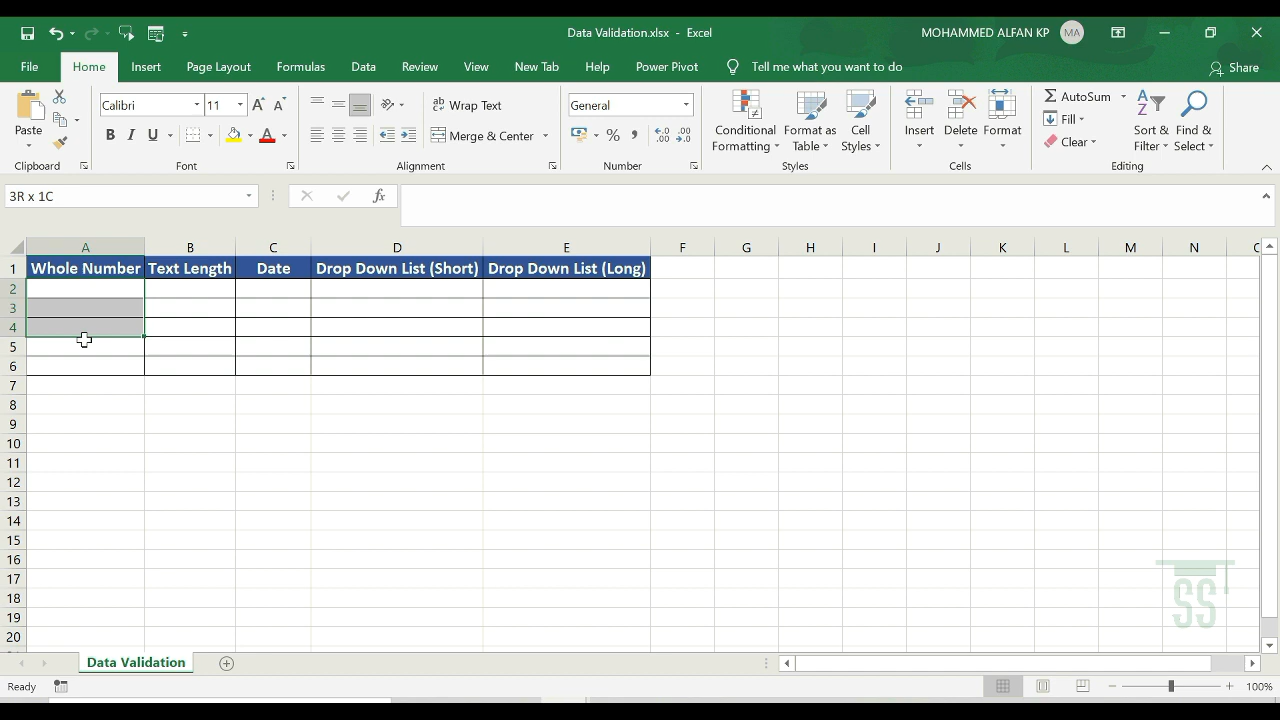 Data Validation.xlsx - Excel
MOHAMMED ALFAN KP
MA
File Home Insert Page Layout Formulas Data Review View New Tab Help Power Pivot Tell me what you want to do Share
Paste
Clipboard
Calibri 11
B I U
Font
Wrap Text
Merge & Center
Alignment
General
Number
Conditional Formatting
Format as Table
Cell Styles
Styles
Insert Delete Format
Cells
AutoSum
Fill
Clear
Sort & Filter
Find & Select
Editing
3R x 1C
fx
A B C D E F G H I J K L M N
1 Whole Number Text Length Date Drop Down List (Short) Drop Down List (Long)
2
3
4
5
6
7
8
9
10
11
12
13
14
15
16
17
18
19
20
SS
Data Validation
Ready
100%